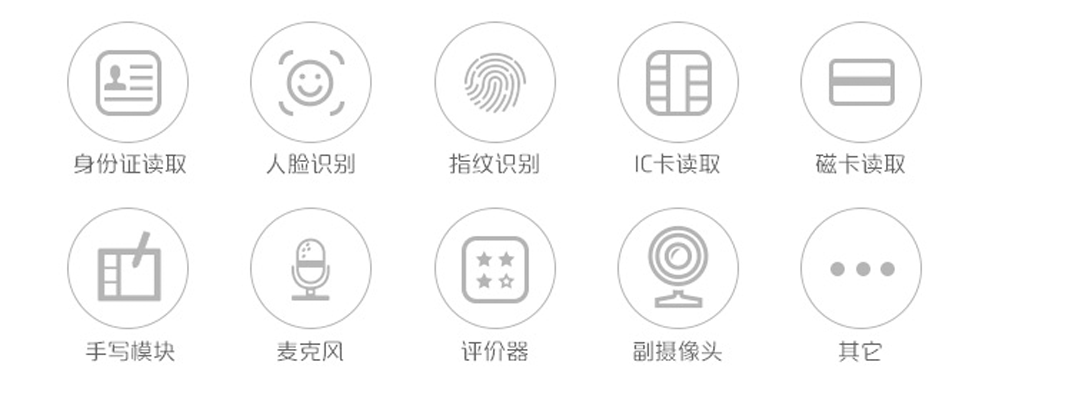 身份证读取
人脸识别
指纹识别
IC卡读取
磁卡读取
手写模块
麦克风
评价器
副摄像头
其它